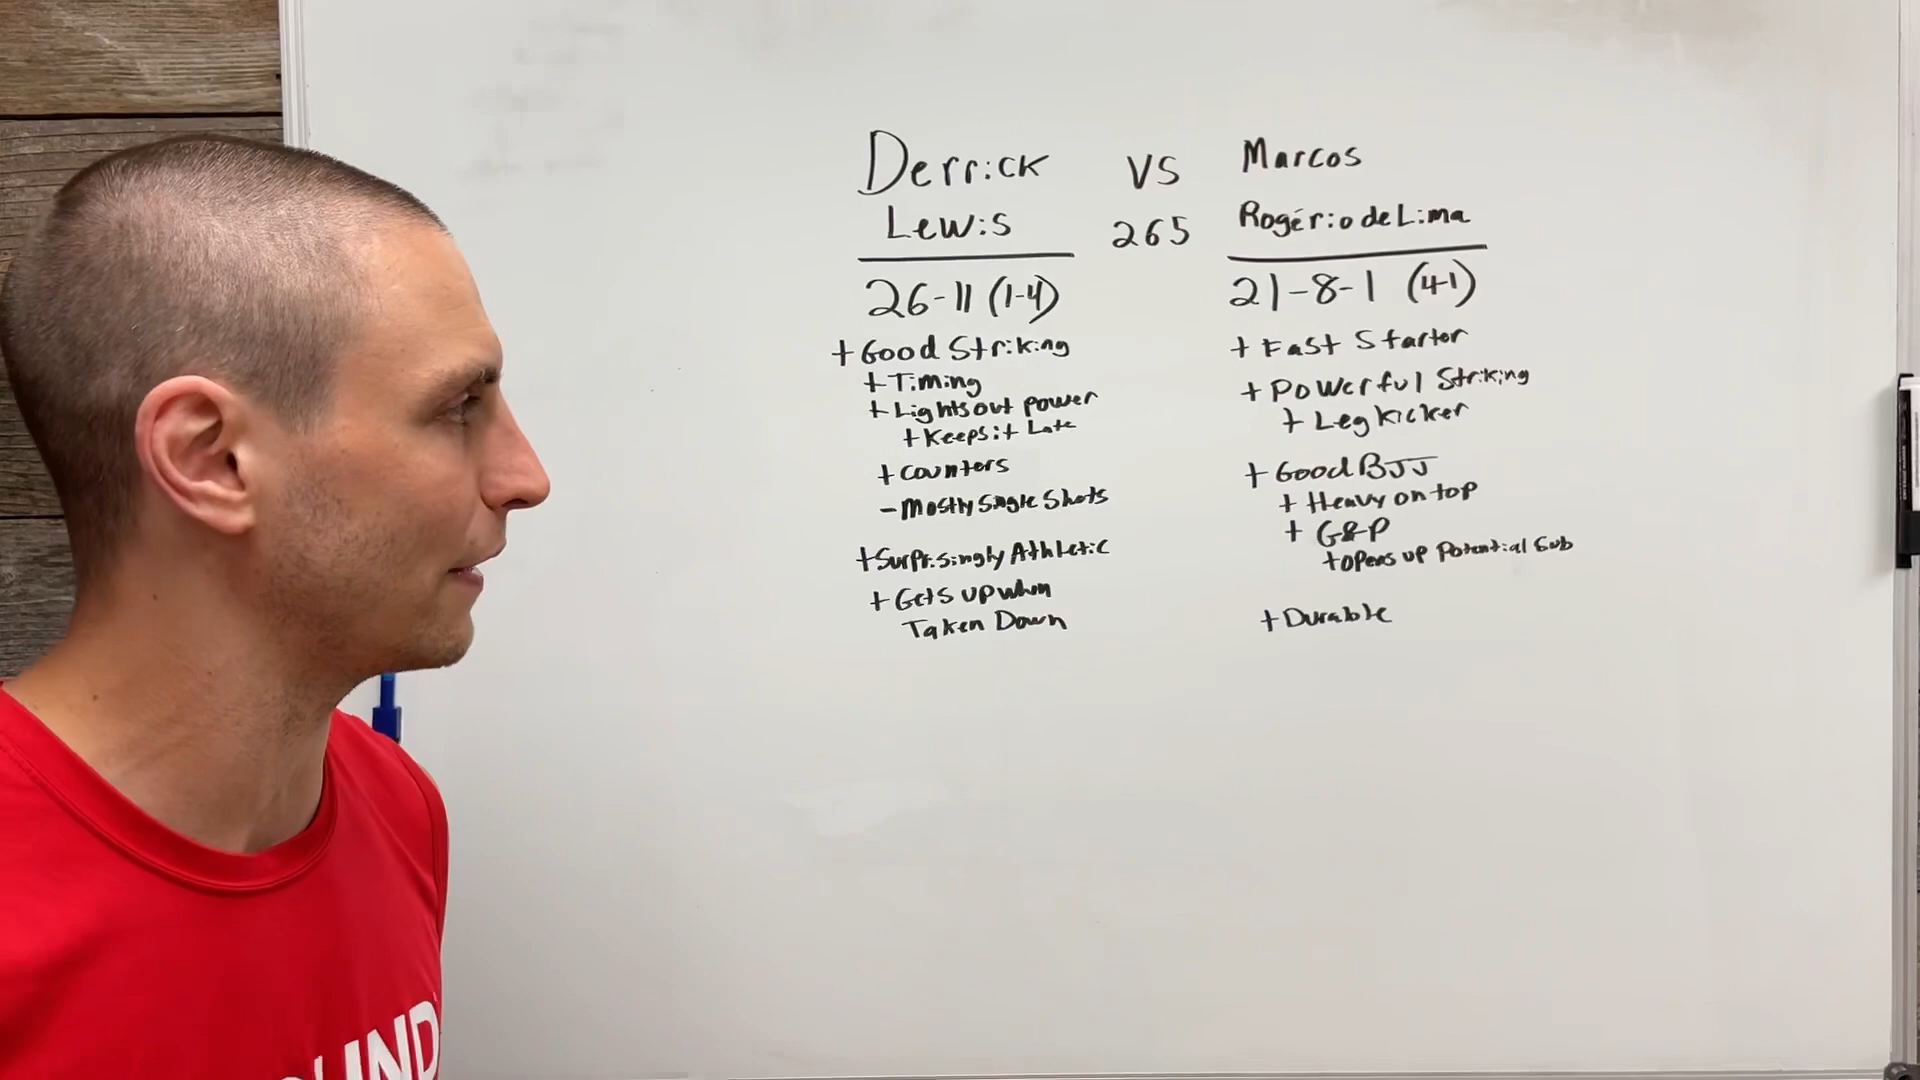 Derrick
Lewis
VS
265
Marcos
Rogério de Lima
26-11 (1-4)
+ Good Striking
+ Timing
+ Lights out power
+ Keeps it Late
+ counters
- Mostly Single Shots
+ Surprisingly Athletic
+ Gets up when
Taken Down
21-8-1 (4-1)
+ Fast Starter
+ Powerful Striking
+ Leg kicker
+ Good BJJ
+ Heavy on top
+ G&P
+ opens up Potential Sub
+ Durable
UND